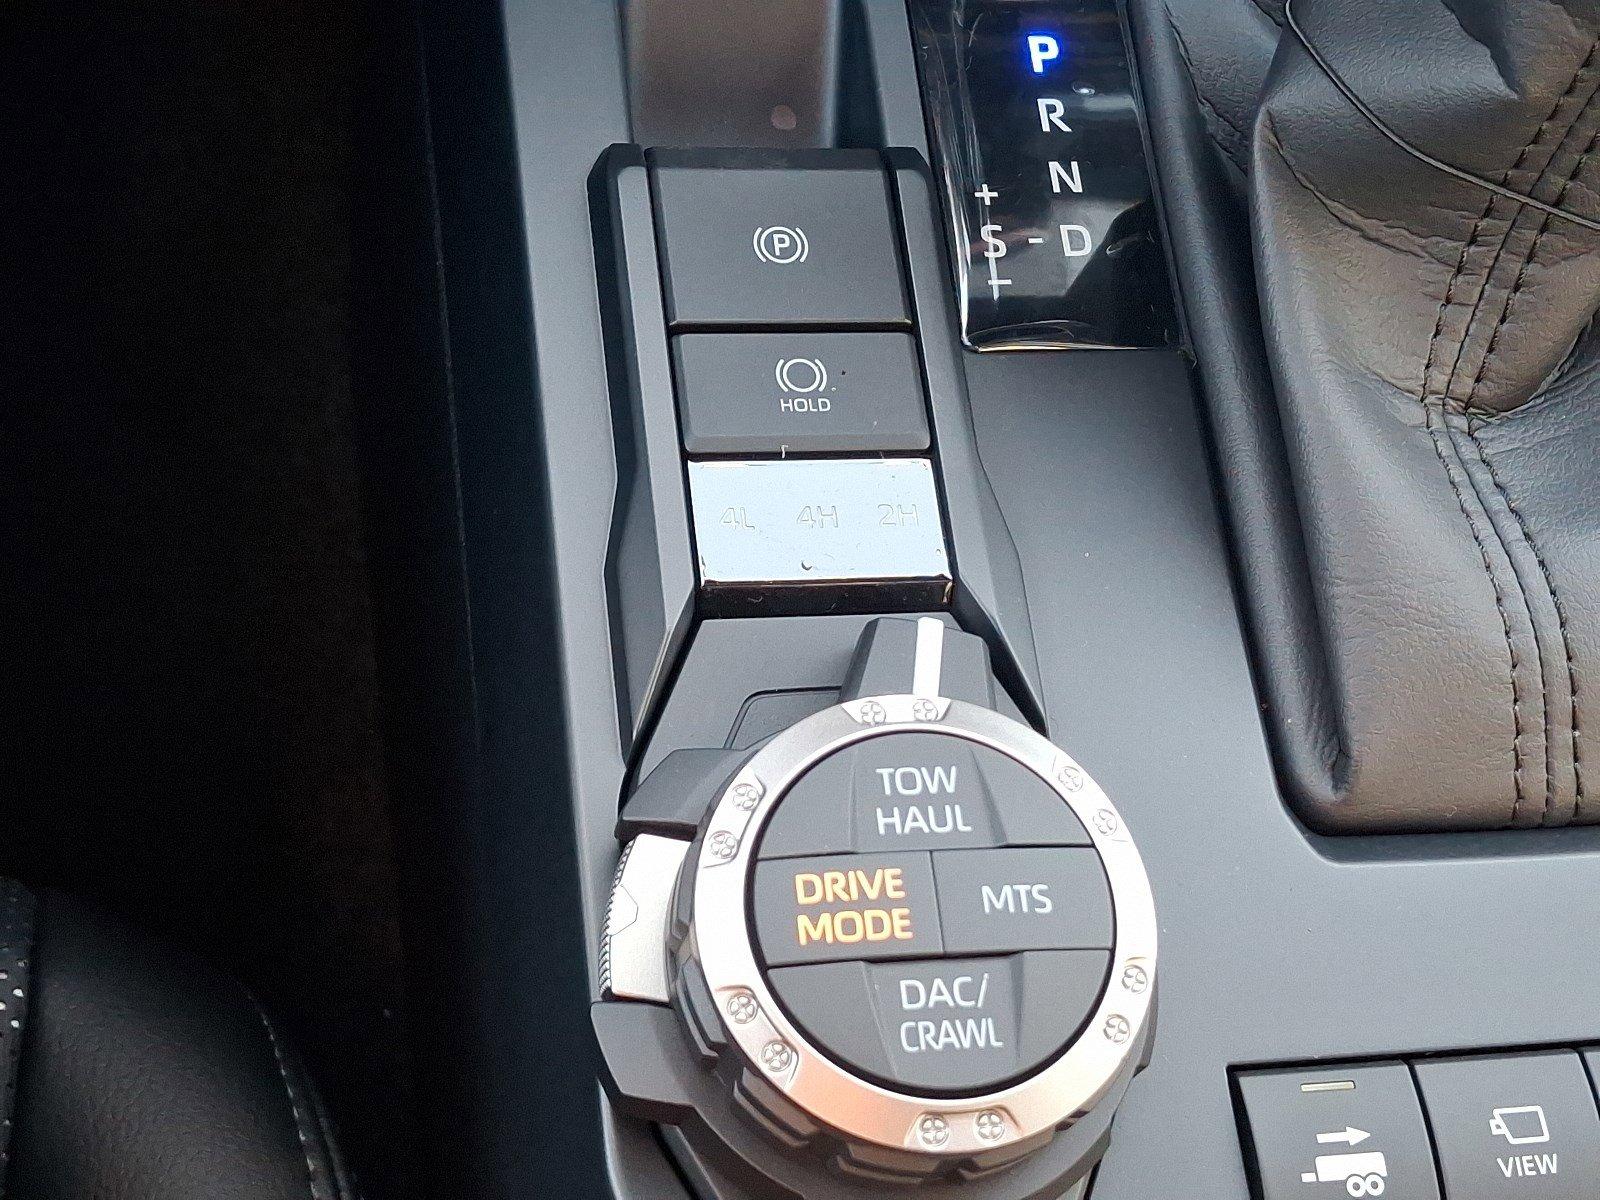 P
R
N
+
S - D
−
P
HOLD
4L 4H 2H
TOW
HAUL
DRIVE
MODE
MTS
DAC/
CRAWL
VIEW